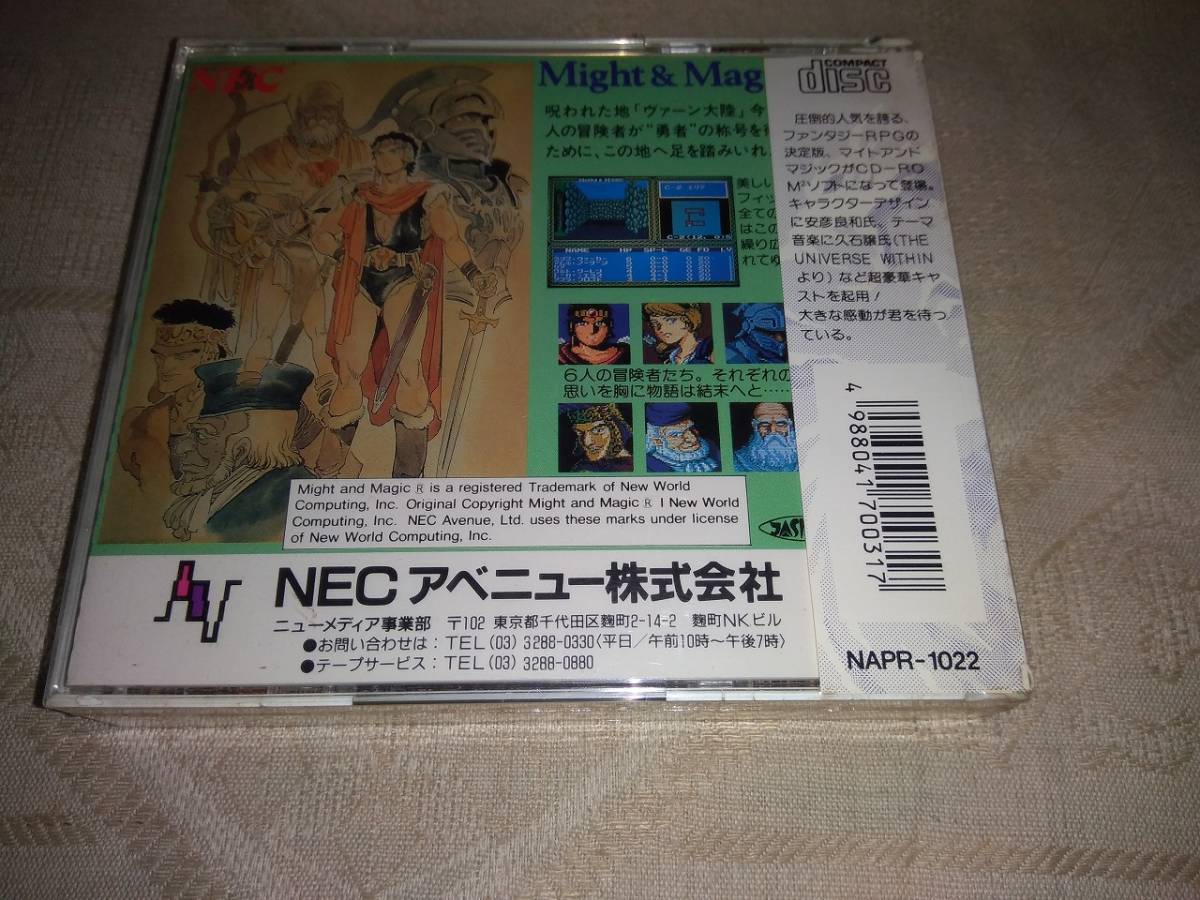 NEC
Might & Mag
呪われた地「ヴァーン大陸」今
人の冒険者が“勇者”の称号を
ために、この地へ足を踏みいれ
美しい
フィッ
全ての
はこの
繰り広
れてゆ
C-2 エリア
NAME HP SP-L GE FD LV
6人の冒険者たち。それぞれの
思いを胸に物語は結末へと……
Might and Magic Ⓡ is a registered Trademark of New World
Computing, Inc. Original Copyright Might and Magic Ⓡ I New World
Computing, Inc. NEC Avenue, Ltd. uses these marks under license
of New World Computing, Inc.
NEC アベニュー株式会社
ニューメディア事業部 〒102 東京都千代田区麹町2-14-2 麹町NKビル
●お問い合わせは：TEL (03) 3288-0330〈平日／午前10時～午後7時〉
●テープサービス：TEL (03) 3288-0880
COMPACT
disc
圧倒的人気を誇る、
ファンタジーRPGの
決定版、マイトアンド
マジックがCD-RO
M²ソフトになって登場。
キャラクターデザイン
に安彦良和氏、テーマ
音楽に久石譲氏(THE
UNIVERSE WITHIN
より)など超豪華キャ
ストを起用！
大きな感動が君を待っ
ている。
4 988041 700317
NAPR-1022